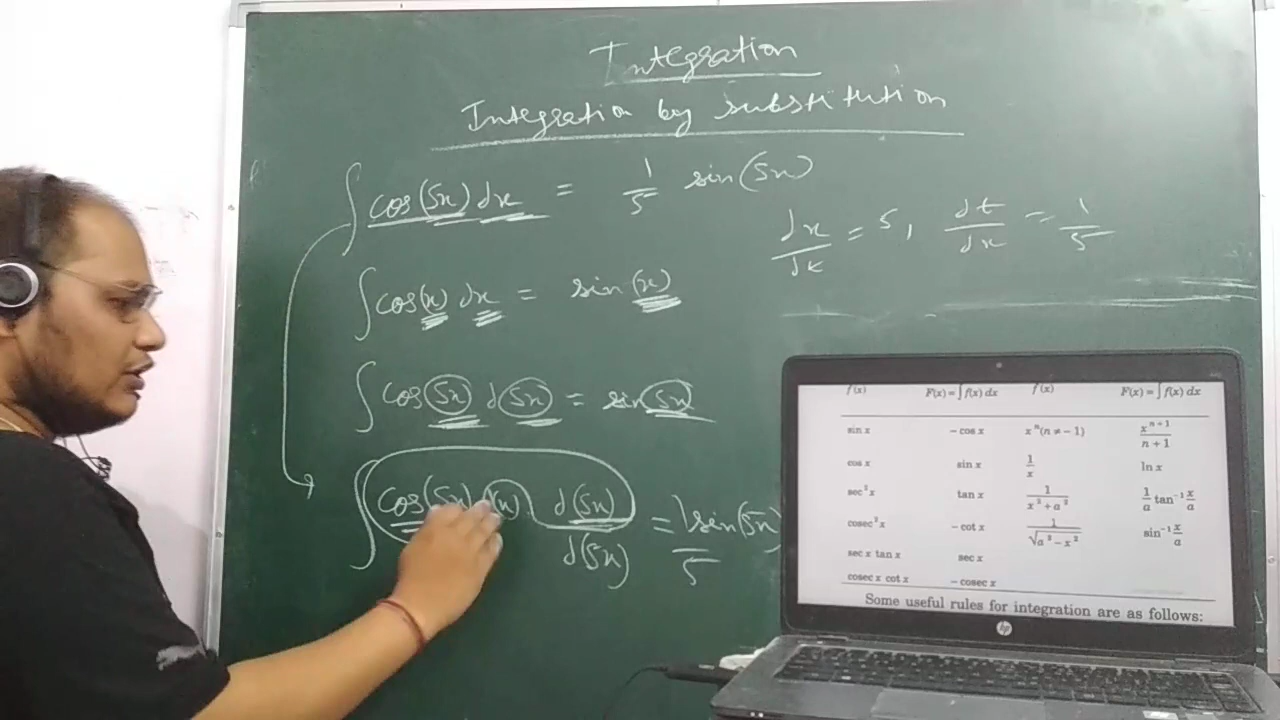 Integration
Integration by substitution
∫ cos(5x) dx = 1/5 sin(5x)
dx/dt = 5, dt/dx = 1/5
∫ cos(x) dx = sin(x)
∫ cos 5x d 5x = sin 5x
∫ cos(5x) d(5x)/d(5x) = 1/5 sin(5x)
f(x) F(x) = ∫ f(x) dx f(x) F(x) = ∫ f(x) dx
sin x – cos x xⁿ (n ≠ – 1) xⁿ⁺¹/n + 1
cos x sin x 1/x ln x
sec² x tan x 1/x² + a² 1/a tan⁻¹ x/a
cosec² x – cot x 1/√a² – x² sin⁻¹ x/a
sec x tan x sec x
cosec x cot x – cosec x
Some useful rules for integration are as follows:
hp